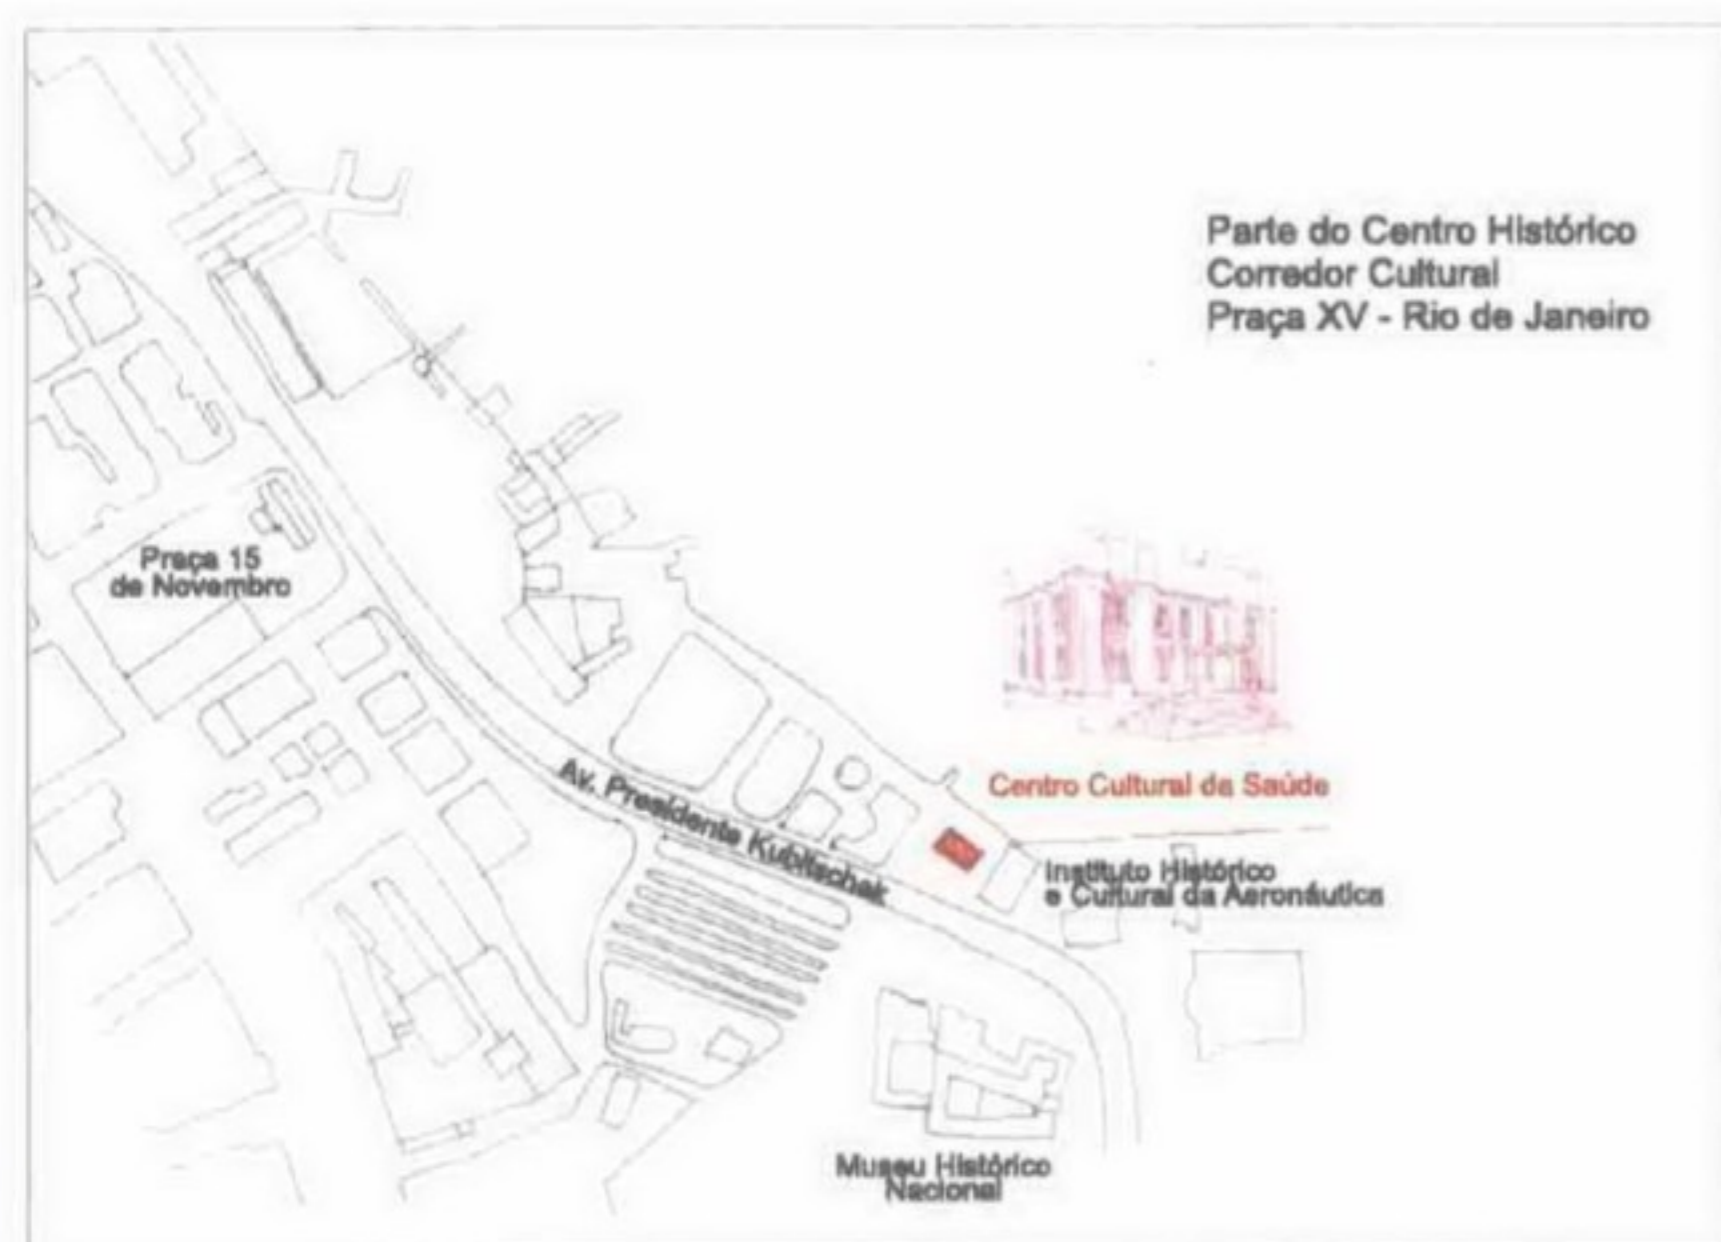 Parte do Centro Histórico
Corredor Cultural
Praça XV - Rio de Janeiro
Praça 15
de Novembro
Av. Presidente Kubitschek
Centro Cultural da Saúde
Instituto Histórico
e Cultural da Aeronáutica
Museu Histórico
Nacional